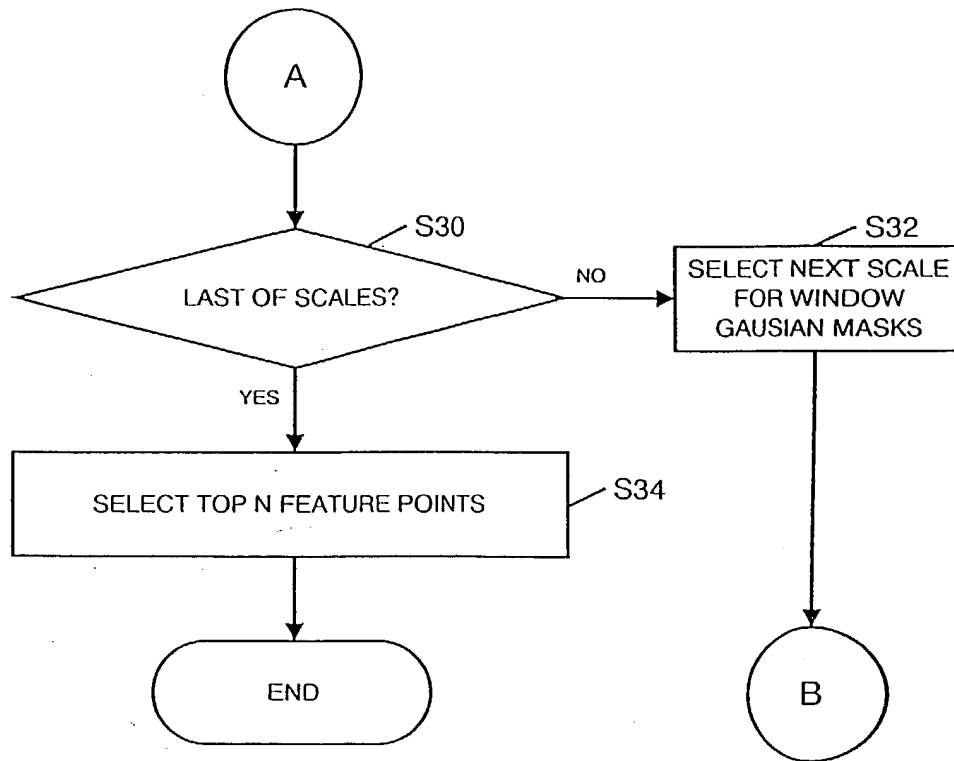 A
S30
LAST OF SCALES?
NO
S32
SELECT NEXT SCALE
FOR WINDOW
GAUSIAN MASKS
YES
SELECT TOP N FEATURE POINTS
S34
END
B